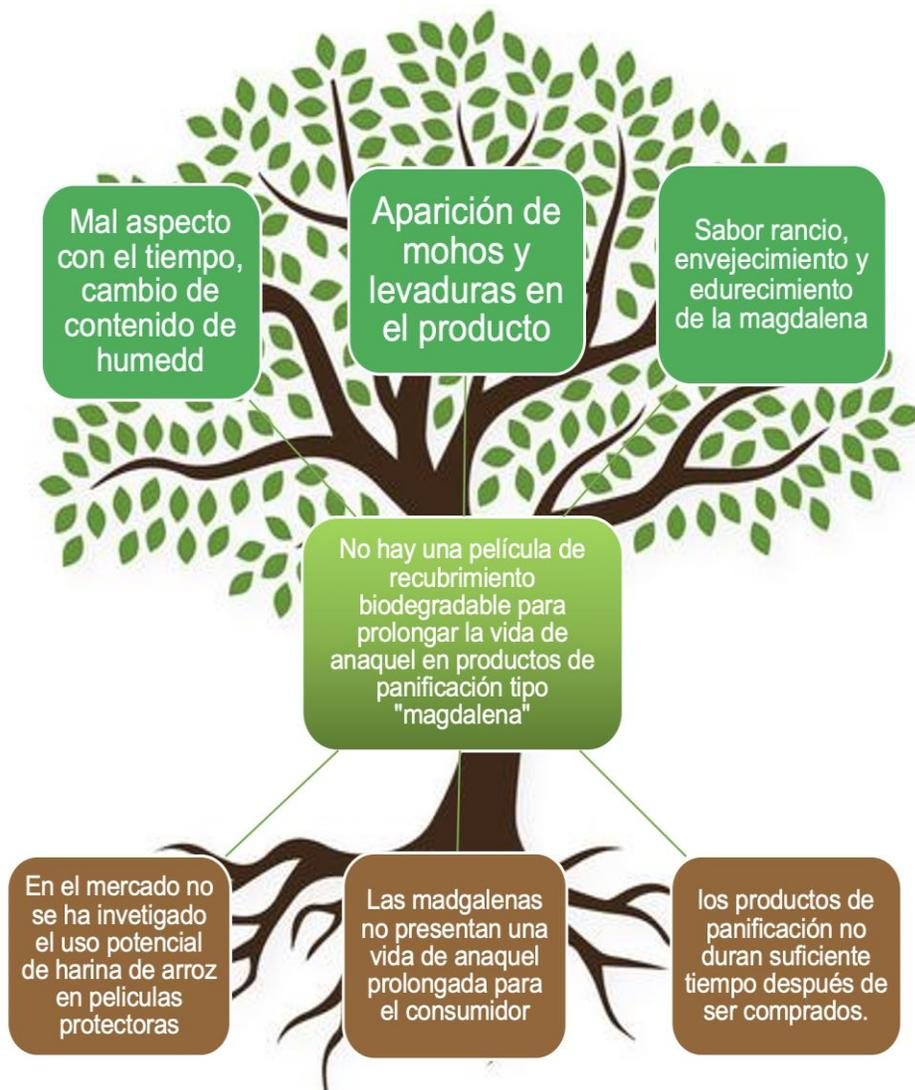 Mal aspecto
con el tiempo,
cambio de
contenido de
humedd
Aparición de
mohos y
levaduras en
el producto
Sabor rancio,
envejecimiento y
edurecimiento
de la magdalena
No hay una película de
recubrimiento
biodegradable para
prolongar la vida de
anaquel en productos de
panificación tipo
"magdalena"
En el mercado no
se ha invetigado
el uso potencial
de harina de arroz
en peliculas
protectoras
Las madgalenas
no presentan una
vida de anaquel
prolongada para
el consumidor
los productos de
panificación no
duran suficiente
tiempo después de
ser comprados.